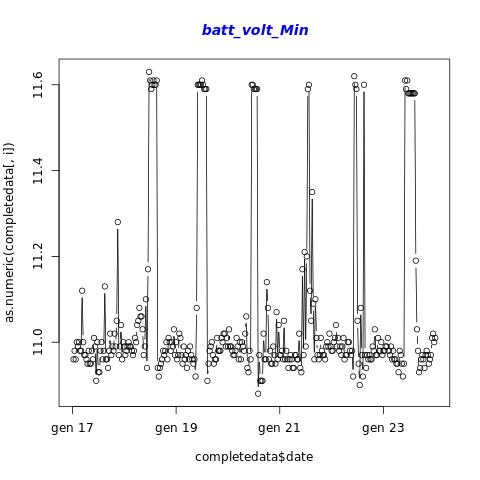 batt_volt_Min
as.numeric(completedata[, i])
11.6
11.4
11.2
11.0
gen 17
gen 19
gen 21
gen 23
completedata$date